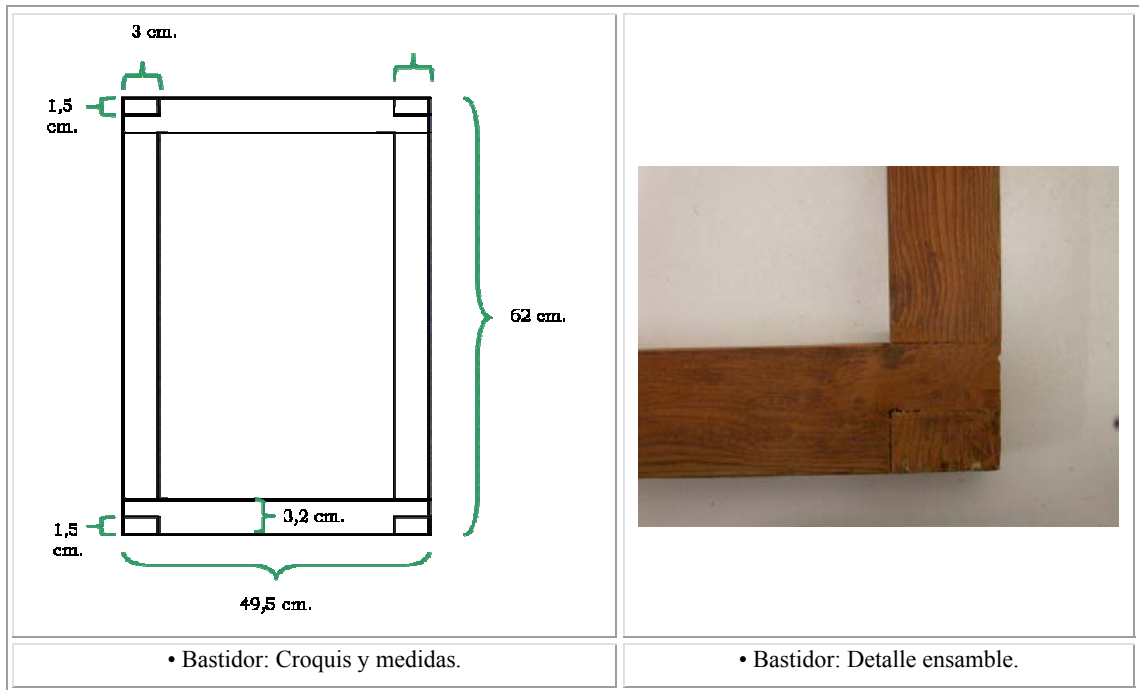 3 cm.
1,5
cm.
62 cm.
3,2 cm.
1,5
cm.
49,5 cm.
• Bastidor: Croquis y medidas.
• Bastidor: Detalle ensamble.